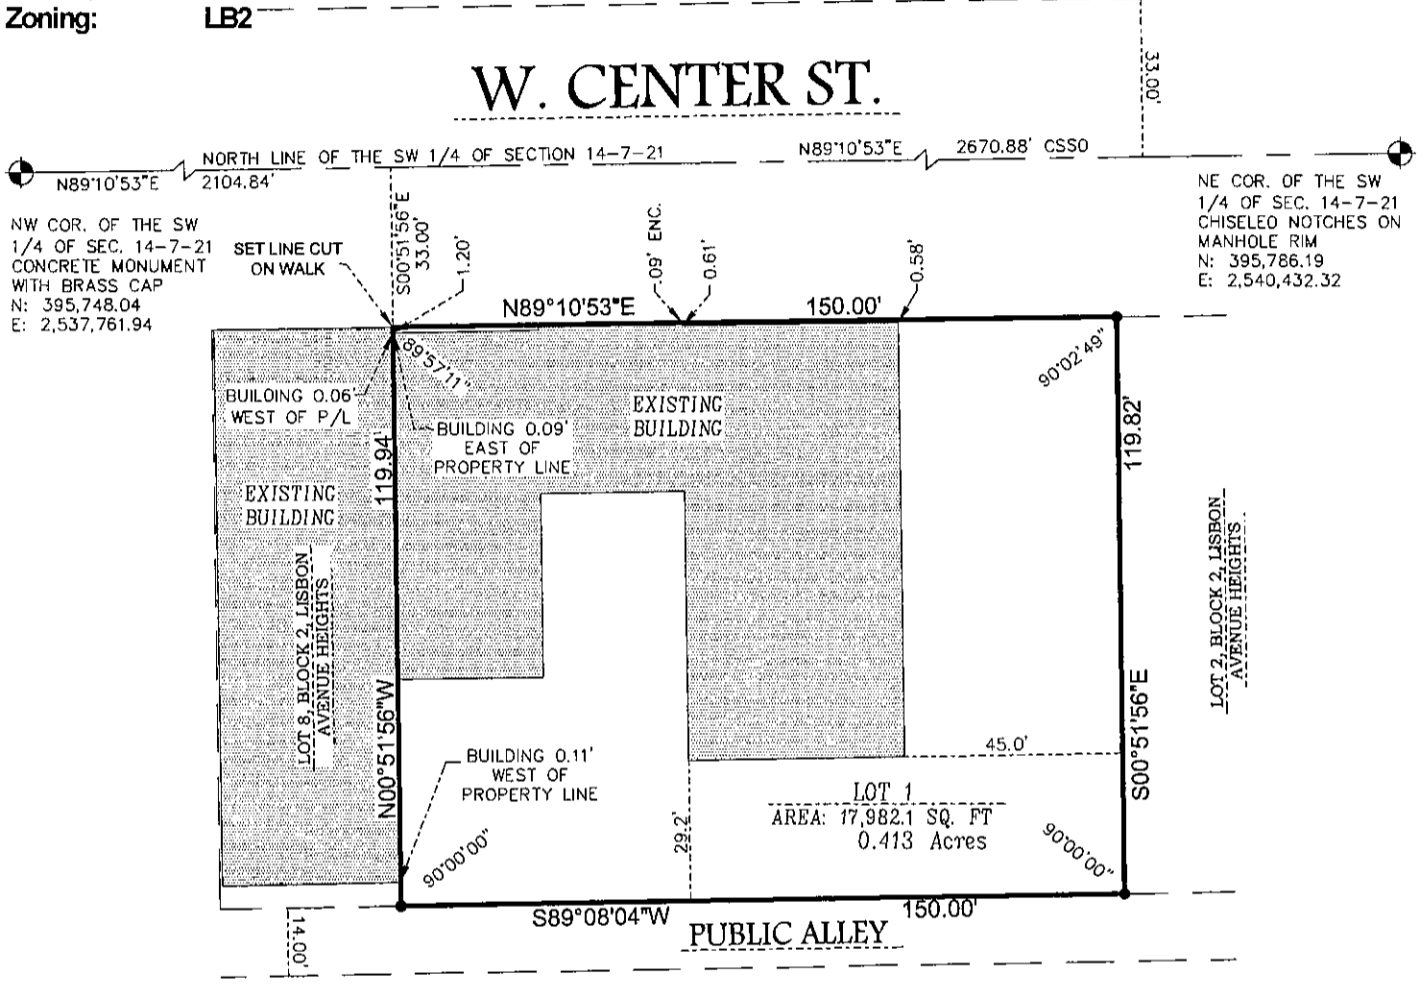 Zoning: LB2
W. CENTER ST.
33.00'
NORTH LINE OF THE SW 1/4 OF SECTION 14-7-21
N89°10'53"E 2670.88' CSSD
N89°10'53"E 2104.84'
NW COR. OF THE SW
1/4 OF SEC. 14-7-21
CONCRETE MONUMENT
WITH BRASS CAP
N: 395,748.04
E: 2,537,761.94
SET LINE CUT
ON WALK
S00°51'56"E
33.00'
1.20'
.09' ENC.
0.61'
0.58'
NE COR. OF THE SW
1/4 OF SEC. 14-7-21
CHISELED NOTCHES ON
MANHOLE RIM
N: 395,786.19
E: 2,540,432.32
N89°10'53"E 150.00'
89°57'11"
90°02'49"
BUILDING 0.06'
WEST OF P/L
BUILDING 0.09'
EAST OF
PROPERTY LINE
EXISTING
BUILDING
119.94'
119.82'
EXISTING
BUILDING
LOT 8, BLOCK 2, LISBON
AVENUE HEIGHTS
LOT 2, BLOCK 2, LISBON
AVENUE HEIGHTS
N00°51'56"W
S00°51'56"E
BUILDING 0.11'
WEST OF
PROPERTY LINE
45.0'
29.2'
LOT 1
AREA: 17,982.1 SQ. FT
0.413 Acres
90°00'00"
90°00'00"
S89°08'04"W 150.00'
14.00'
PUBLIC ALLEY